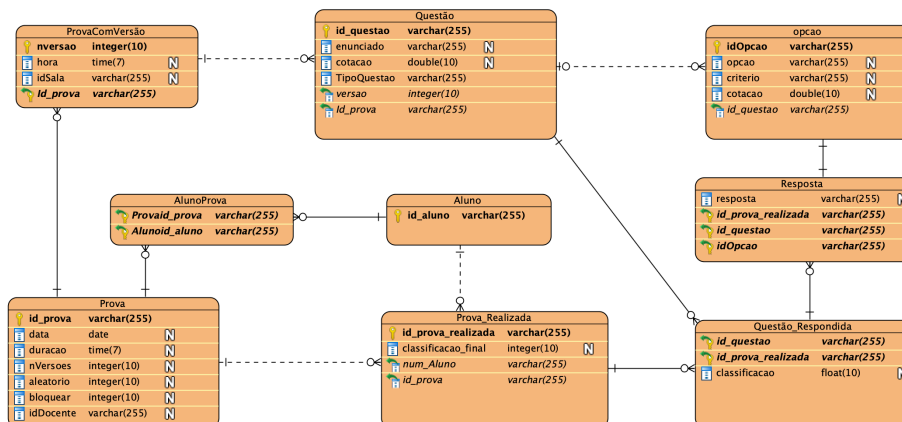 ProvaComVersão
nversao integer(10)
hora time(7) N
idSala varchar(255) N
Id_prova varchar(255)
Questão
id_questao varchar(255)
enunciado varchar(255) N
cotacao double(10) N
TipoQuestao varchar(255)
versao integer(10)
Id_prova varchar(255)
opcao
idOpcao varchar(255)
opcao varchar(255) N
criterio varchar(255) N
cotacao double(10) N
id_questao varchar(255)
AlunoProva
Provaid_prova varchar(255)
Alunoid_aluno varchar(255)
Aluno
id_aluno varchar(255)
Resposta
resposta varchar(255) N
id_prova_realizada varchar(255)
id_questao varchar(255)
idOpcao varchar(255)
Prova
id_prova varchar(255)
data date N
duracao time(7) N
nVersoes integer(10) N
aleatorio integer(10) N
bloquear integer(10) N
idDocente varchar(255) N
Prova_Realizada
id_prova_realizada varchar(255)
classificacao_final integer(10) N
num_Aluno varchar(255)
id_prova varchar(255)
Questão_Respondida
id_questao varchar(255)
id_prova_realizada varchar(255)
classificacao float(10) N